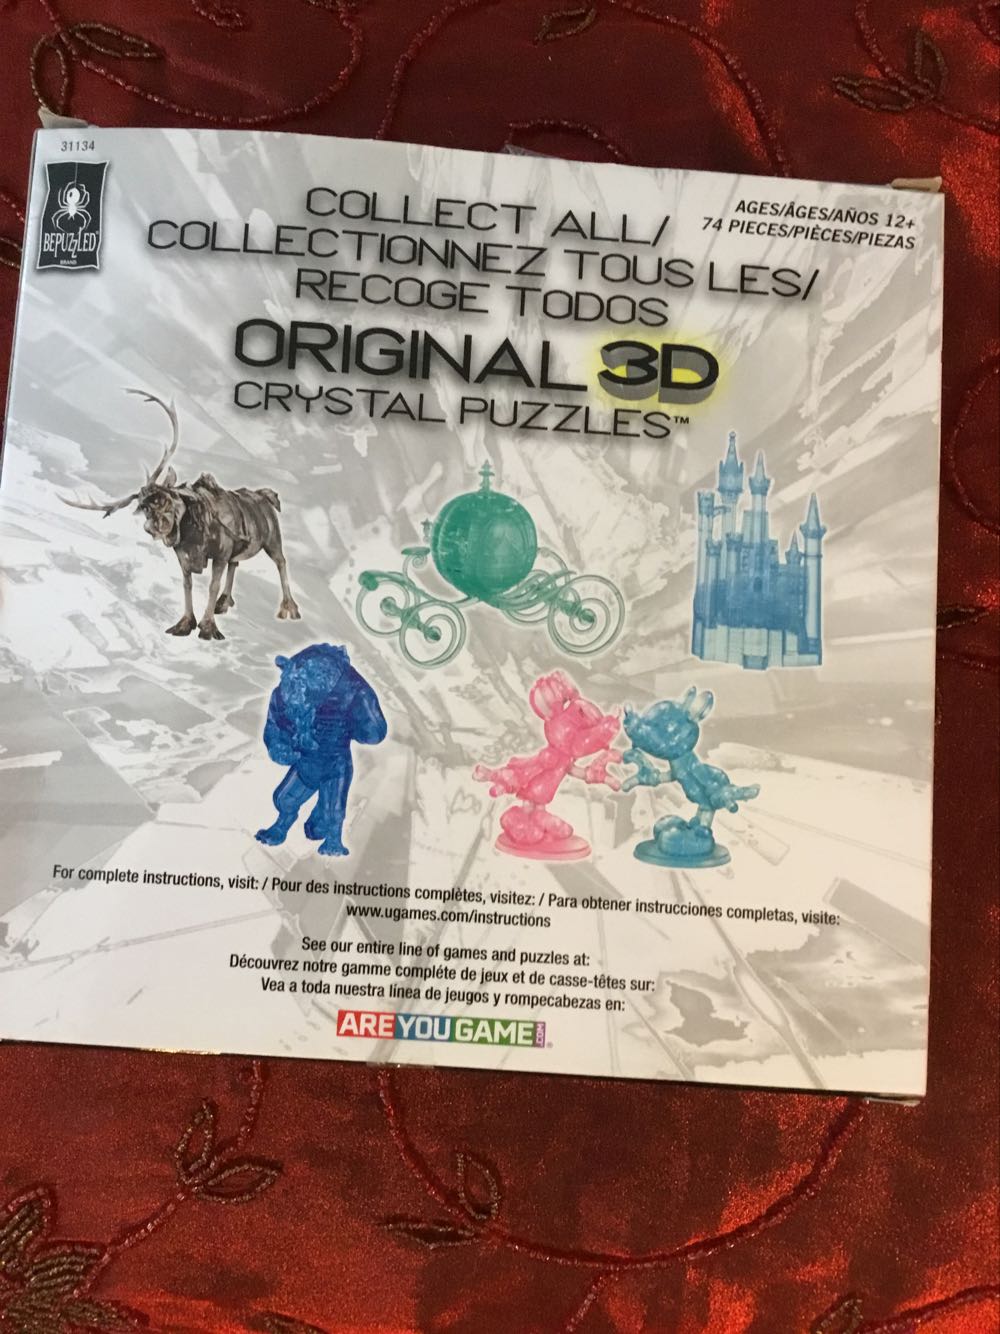 31134
BEPUZZLED
BRAND
AGES/ÂGES/AÑOS 12+
74 PIECES/PIÈCES/PIEZAS
COLLECT ALL/
COLLECTIONNEZ TOUS LES/
RECOGE TODOS
ORIGINAL 3D
CRYSTAL PUZZLES™
For complete instructions, visit: / Pour des instructions complètes, visitez: / Para obtener instrucciones completas, visite:
www.ugames.com/instructions
See our entire line of games and puzzles at:
Découvrez notre gamme compléte de jeux et de casse-têtes sur:
Vea a toda nuestra línea de jeugos y rompecabezas en:
AREYOUGAME.COM®